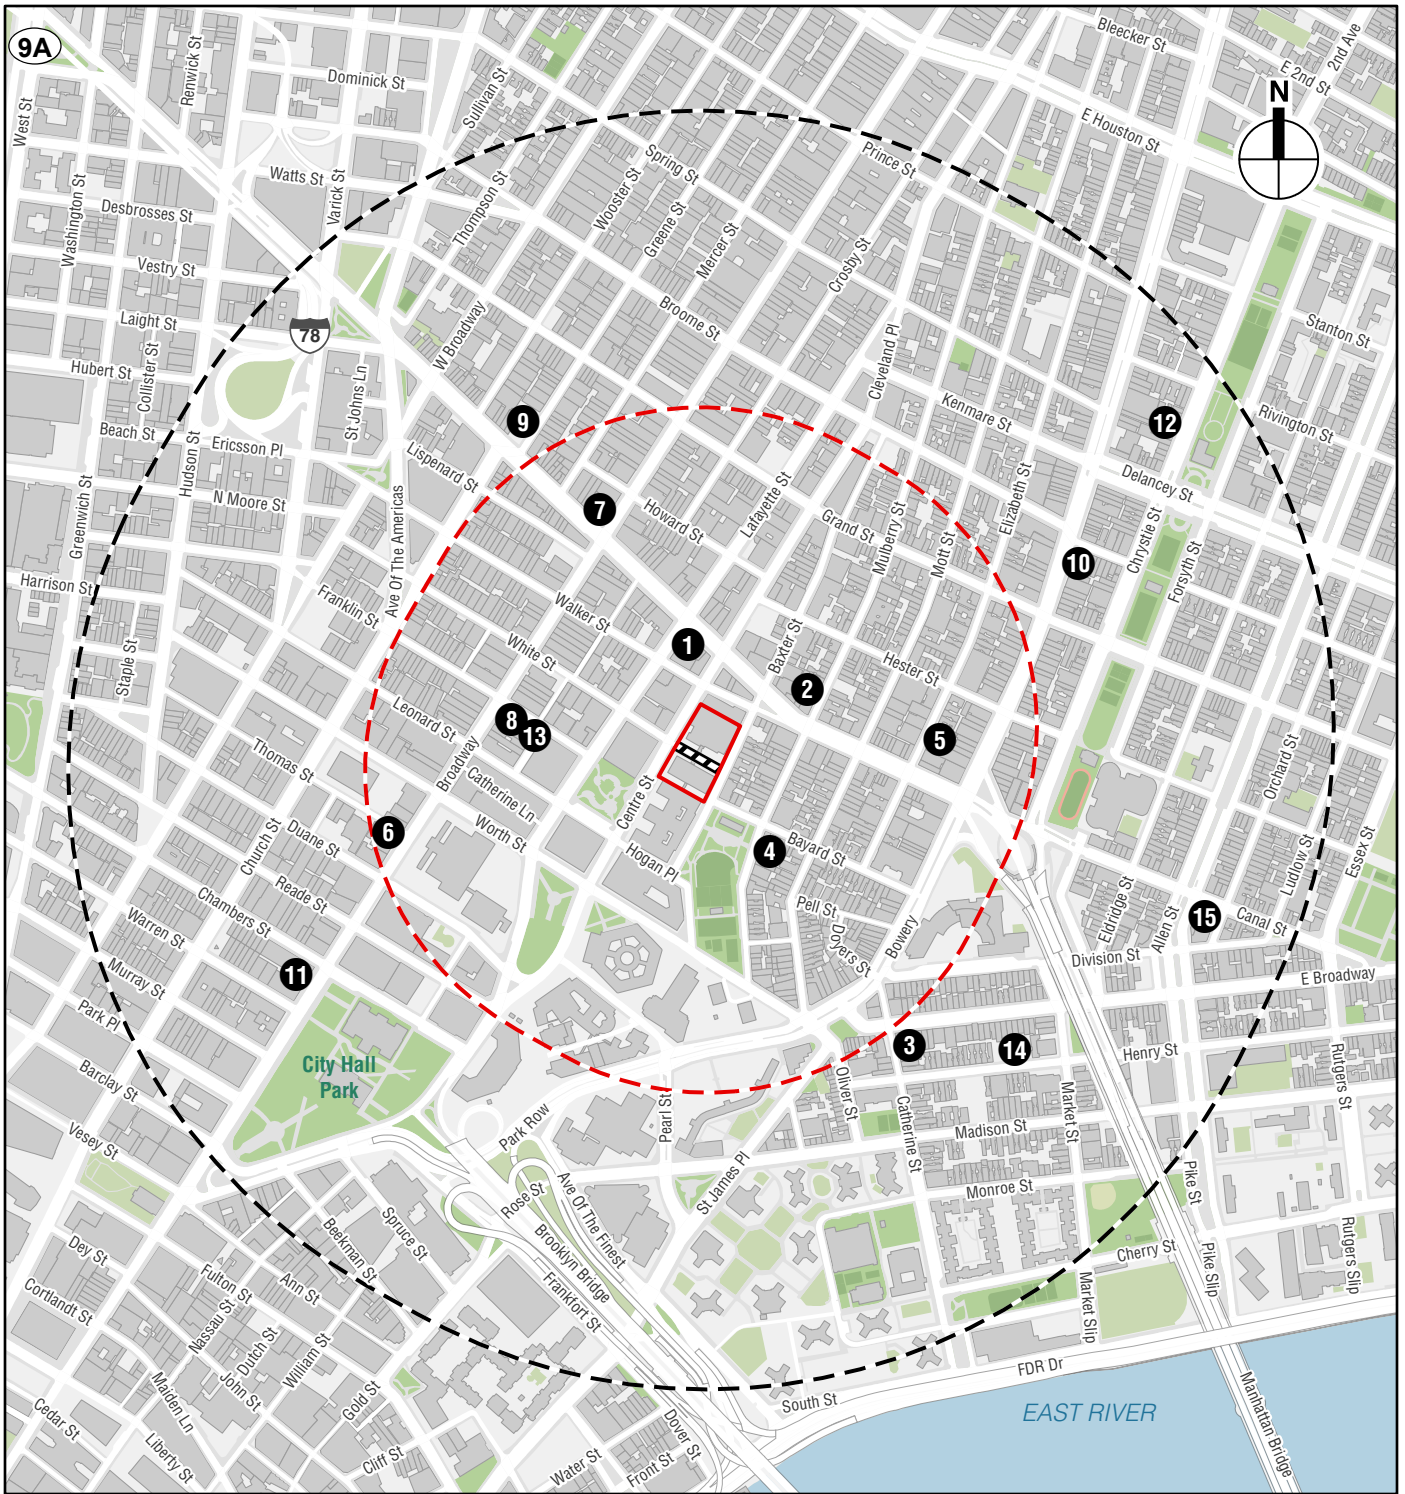 9A
Renwick St
Dominick St
Sullivan St
Bleecker St
2nd Ave
E 2nd St
N
West St
E Houston St
Watts St
Varick St
Thompson St
Spring St
Prince St
Washington St
Desbrosses St
Wooster St
Greene St
Mercer St
Crosby St
Vestry St
Laight St
78
W Broadway
Broome St
Stanton St
Hubert St
Collister St
St Johns Ln
Cleveland Pl
Kenmare St
Rivington St
Beach St
Ericsson Pl
Hudson St
9
12
Lispenard St
N Moore St
Greenwich St
Ave Of The Americas
7
Howard St
Lafayette St
Grand St
Mulberry St
Mott St
Elizabeth St
Delancey St
Chrystie St
Forsyth St
10
Harrison St
Franklin St
Walker St
White St
1
Baxter St
2
Hester St
Staple St
Leonard St
8
13
5
Broadway
Thomas St
Catherine Ln
Centre St
Orchard St
Worth St
Duane St
6
Church St
Hogan Pl
4
Bayard St
Ludlow St
Essex St
Reade St
Chambers St
Warren St
Pell St
Doyers St
Bowery
Eldridge St
Allen St
15
Canal St
Murray St
11
Division St
E Broadway
Park Pl
City Hall
Park
3
14
Henry St
Barclay St
Oliver St
Catherine St
Market St
Rutgers St
Vesey St
Park Row
Pearl St
Madison St
St James Pl
Monroe St
Pike St
Rose St
Ave Of The Finest
Dey St
Beekman St
Spruce St
Brooklyn Bridge
Cherry St
Pike Slip
Rutgers Slip
Cortlandt St
Fulton St
Ann St
Frankfort St
Market Slip
Nassau St
Dutch St
William St
John St
FDR Dr
Maiden Ln
Gold St
South St
EAST RIVER
Manhattan Bridge
Cedar St
Liberty St
Cliff St
Water St
Front St
Dover St